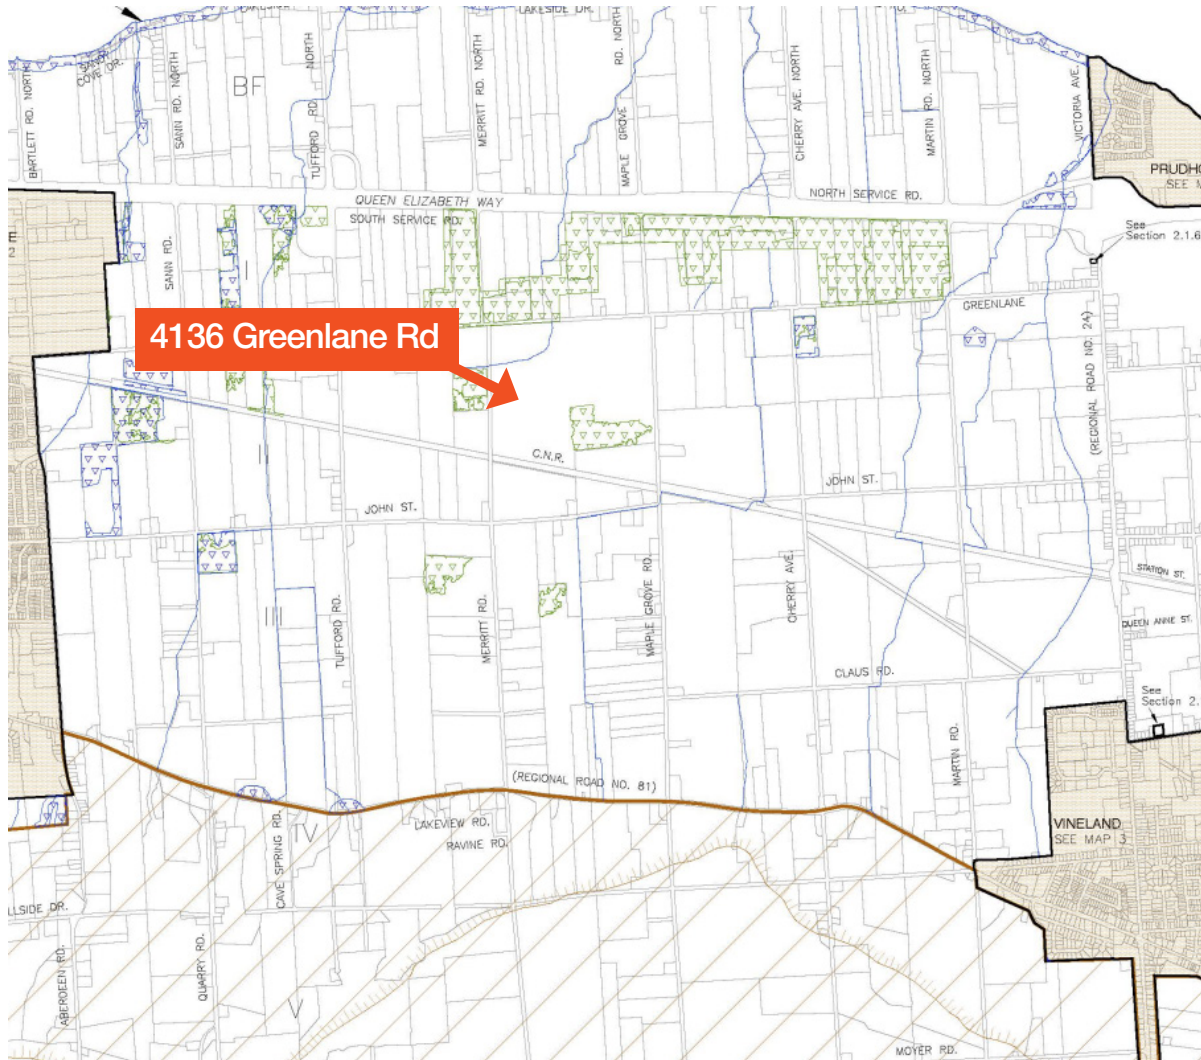 LAKESIDE DR.
SANN RD. NORTH
TUFFORD RD. NORTH
MERRITT RD. NORTH
MAPLE GROVE RD. NORTH
CHERRY AVE. NORTH
MARTIN RD. NORTH
VICTORIA AVE.
COVE DR.
BARTLETT RD. NORTH
BF
PRUDHO
SEE M
QUEEN ELIZABETH WAY
NORTH SERVICE RD.
SOUTH SERVICE RD.
See
Section 2.1.6
E
2
SANN RD.
I
GREENLANE
(REGIONAL ROAD NO. 24)
4136 Greenlane Rd
C.N.R.
II
JOHN ST.
JOHN ST.
STATION ST.
III
TUFFORD RD.
MERRITT RD.
MAPLE GROVE RD.
CHERRY AVE.
QUEEN ANNE ST.
CLAUS RD.
See
Section 2.
MARTIN RD.
(REGIONAL ROAD NO. 81)
CAVE SPRING RD.
IV
LAKEVIEW RD.
RAVINE RD.
VINELAND
SEE MAP 3
LLSIDE DR.
ABERDEEN RD.
QUARRY RD.
V
MOYER RD.